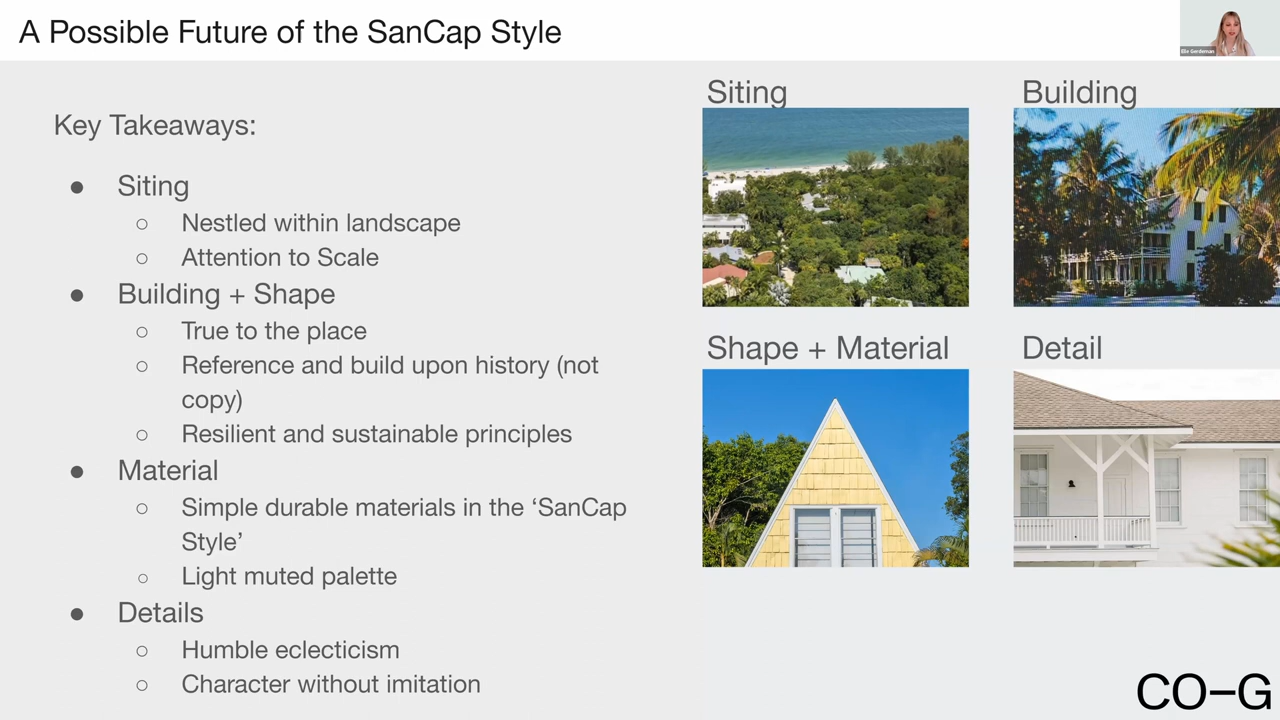 A Possible Future of the SanCap Style
Elle Gerdeman
Key Takeaways:
Siting
Nestled within landscape
Attention to Scale
Building + Shape
True to the place
Reference and build upon history (not
copy)
Resilient and sustainable principles
Material
Simple durable materials in the ‘SanCap
Style’
Light muted palette
Details
Humble eclecticism
Character without imitation
Siting
Building
Shape + Material
Detail
CO–G